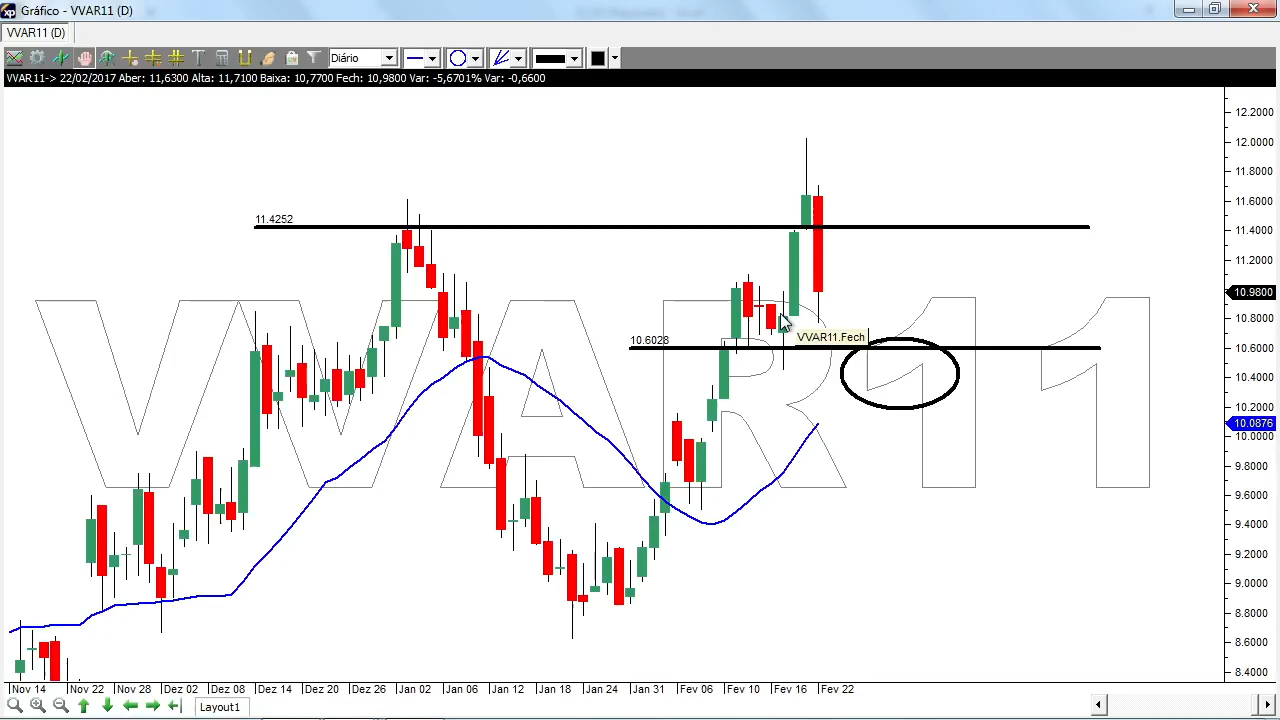 xp Gráfico - VVAR11 (D)
VVAR11 (D)
T Diário
VVAR11-> 22/02/2017 Aber: 11,6300 Alta: 11,7100 Baixa: 10,7700 Fech: 10,9800 Var: -5,6701% Var: -0,6600
12.2000
12.0000
11.8000
11.6000
11.4252
11.4000
11.2000
10.9800
10.8000
VVAR11.Fech
10.6028
10.6000
10.4000
10.2000
10.0876
10.0000
9.8000
9.6000
9.4000
9.2000
9.0000
8.8000
8.6000
8.4000
VVAR11
Nov 14 Nov 22 Nov 28 Dez 02 Dez 08 Dez 14 Dez 20 Dez 26 Jan 02 Jan 06 Jan 12 Jan 18 Jan 24 Jan 31 Fev 06 Fev 10 Fev 16 Fev 22
Layout1